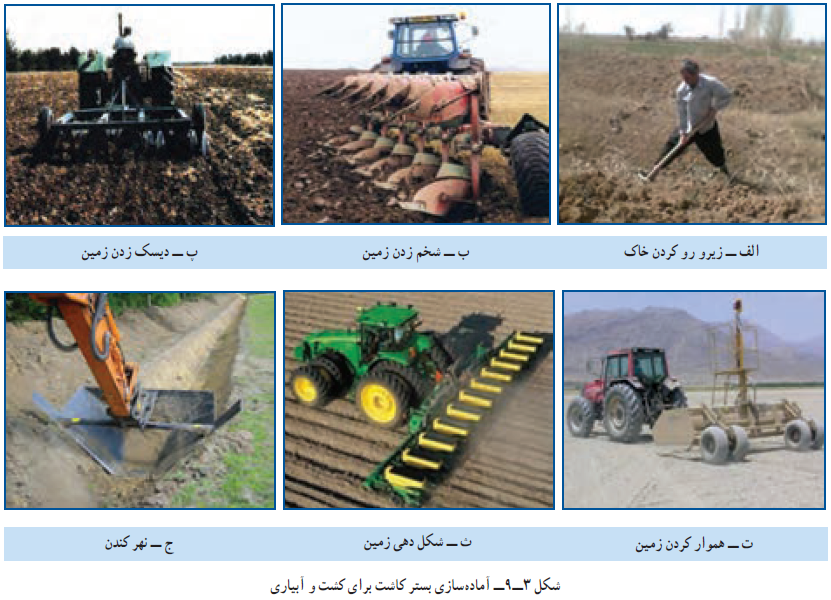 الف ــ زیرو رو کردن خاک
ب ــ شخم زدن زمین
پ ــ دیسک زدن زمین
ت ــ هموار کردن زمین
ث ــ شکل دهی زمین
ج ــ نهر کندن
شکل ۳ــ۹ــ آماده‌سازی بستر کاشت برای کشت و آبیاری